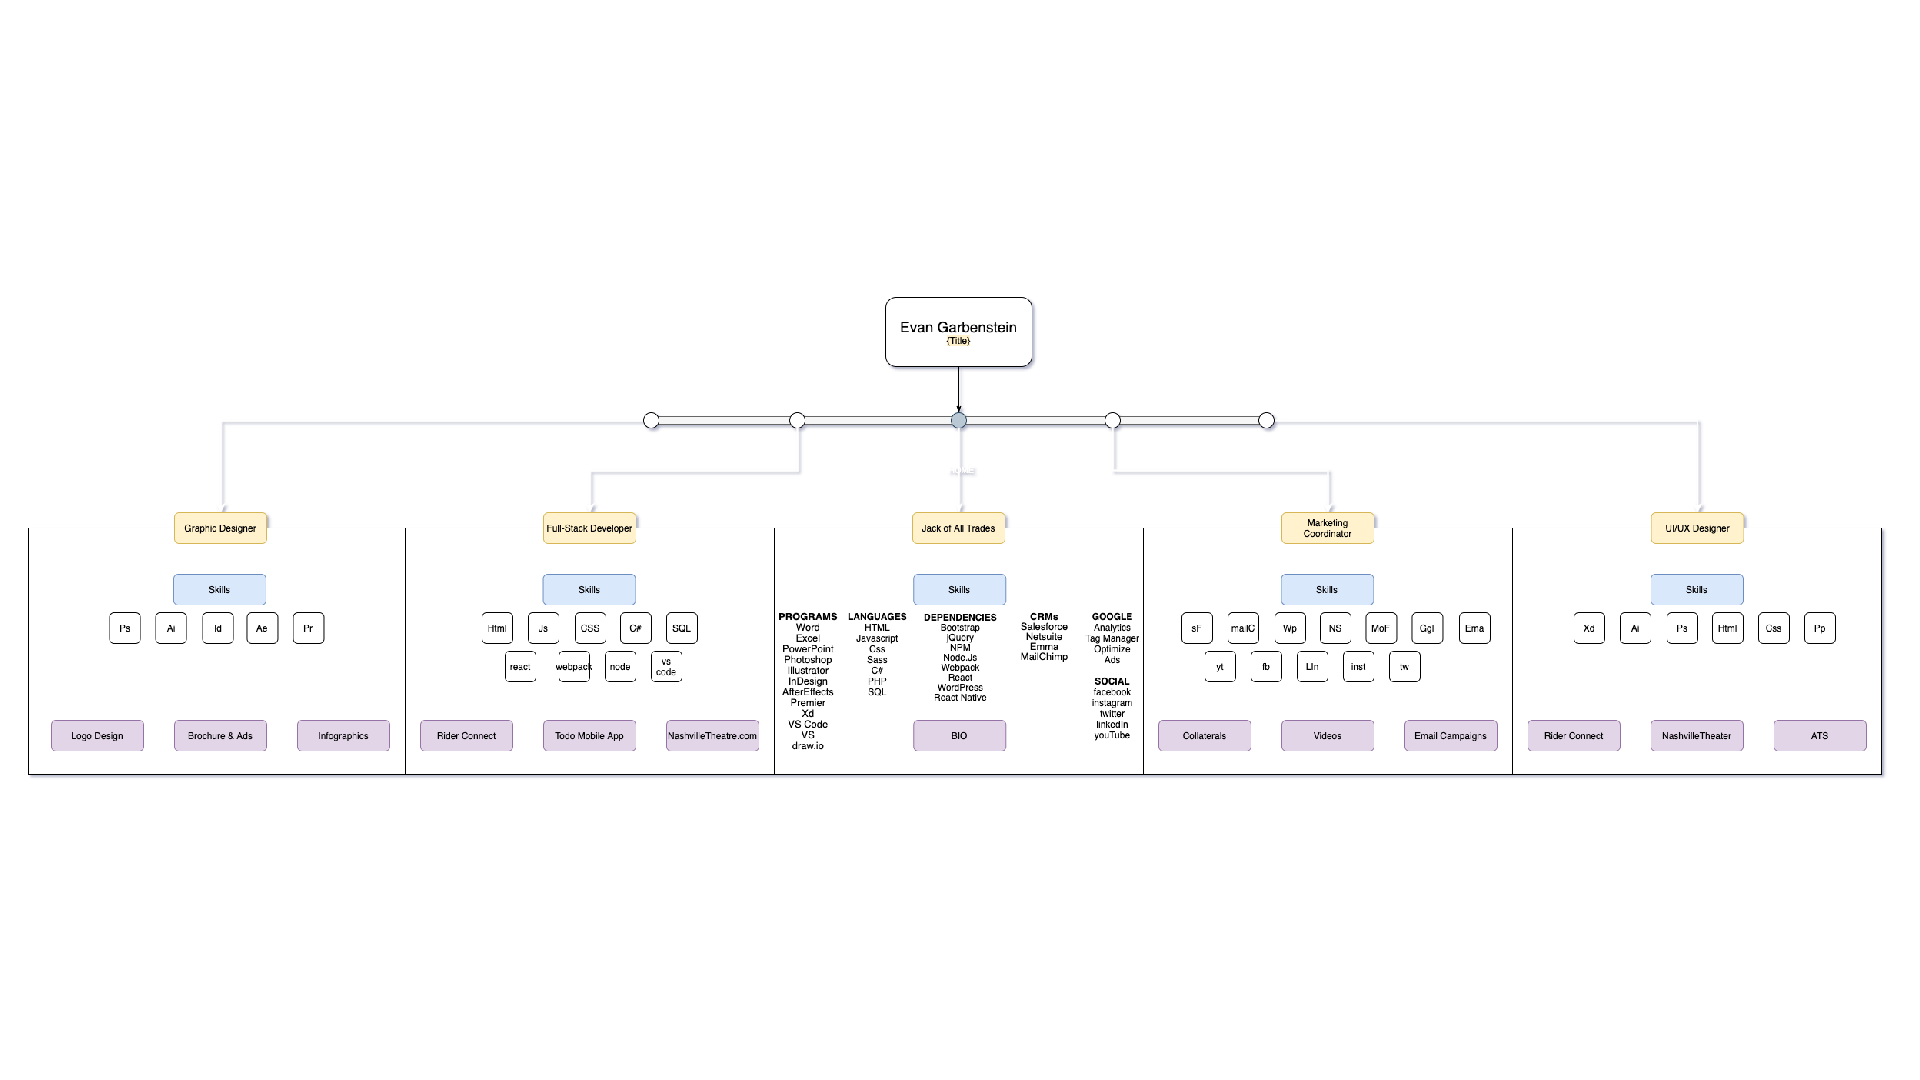 Evan Garbenstein
{Title}
HOME
Graphic Designer
Skills
Ps
Ai
Id
Ae
Pr
Logo Design
Brochure & Ads
Infographics
Full-Stack Developer
Skills
Html
Js
CSS
C#
SQL
react
webpack
node
vs
code
Rider Connect
Todo Mobile App
NashvilleTheatre.com
Jack of All Trades
Skills
PROGRAMS
Word
Excel
PowerPoint
Photoshop
Illustrator
InDesign
AfterEffects
Premier
Xd
VS Code
VS
draw.io
LANGUAGES
HTML
Javascript
Css
Sass
C#
PHP
SQL
DEPENDENCIES
Bootstrap
jQuery
NPM
Node.Js
Webpack
React
WordPress
React Native
CRMs
Salesforce
Netsuite
Emma
MailChimp
GOOGLE
Analytics
Tag Manager
Optimize
Ads
SOCIAL
facebook
instagram
twitter
linkedin
youTube
BIO
Marketing
Coordinator
Skills
sF
mailC
Wp
NS
MoF
Ggl
Ema
yt
fb
LIn
inst
tw
Collaterals
Videos
Email Campaigns
UI/UX Designer
Skills
Xd
Ai
Ps
Html
Css
Pp
Rider Connect
NashvilleTheater
ATS